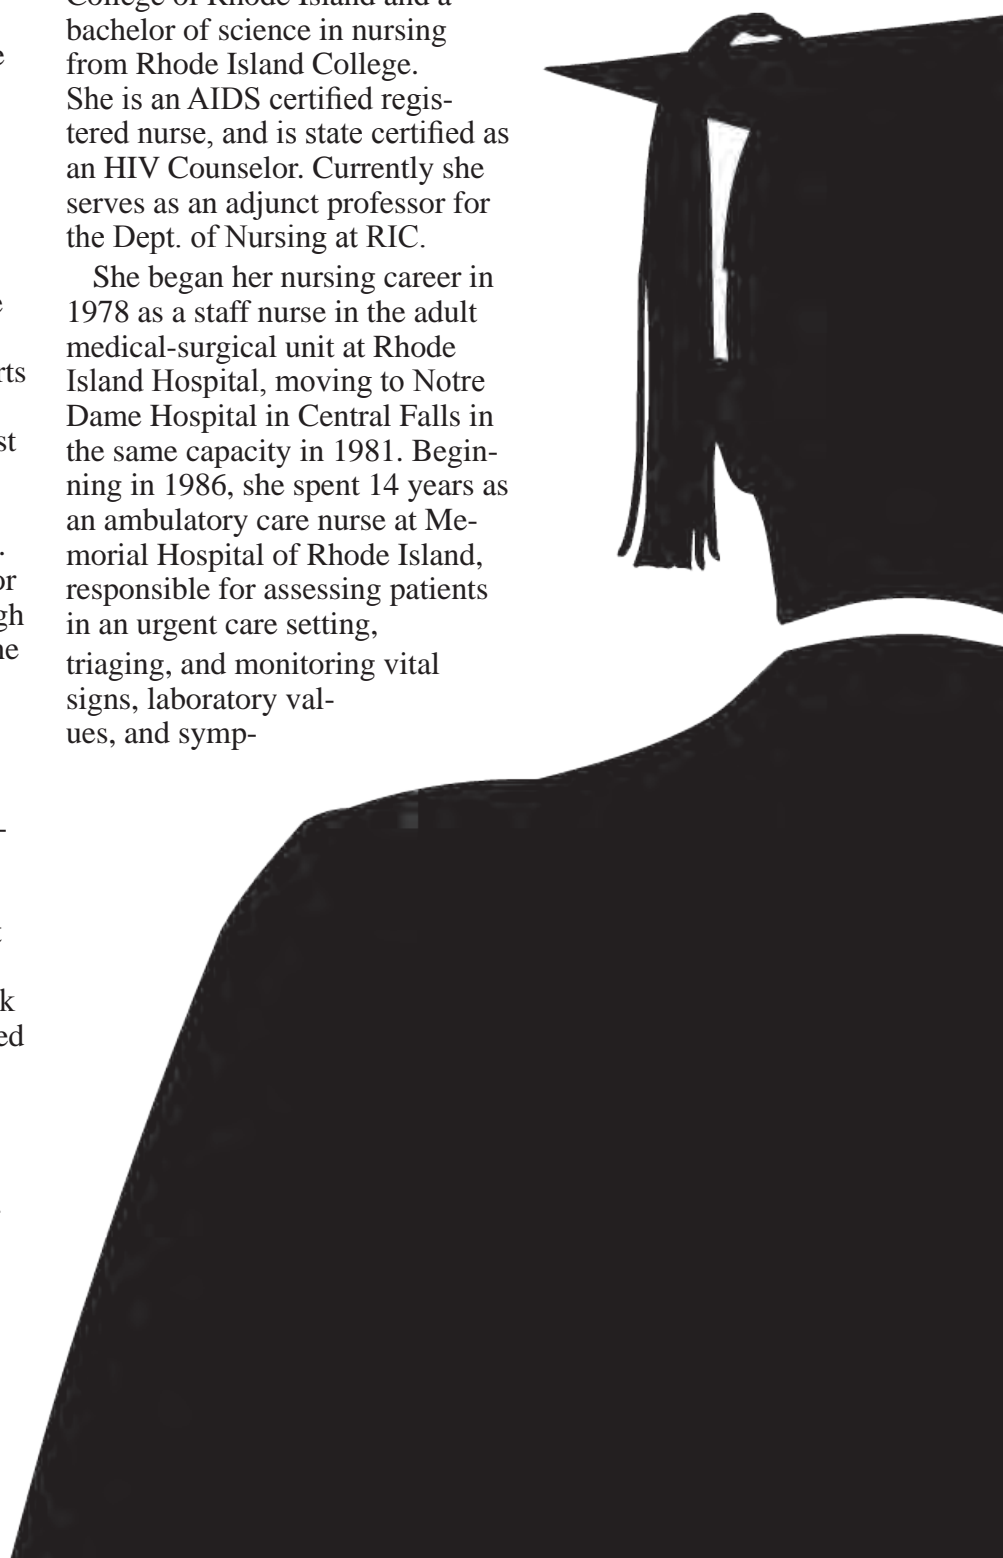 College of Rhode Island and a
bachelor of science in nursing
from Rhode Island College.
She is an AIDS certified regis-
tered nurse, and is state certified as
an HIV Counselor. Currently she
serves as an adjunct professor for
the Dept. of Nursing at RIC.
She began her nursing career in
1978 as a staff nurse in the adult
medical-surgical unit at Rhode
Island Hospital, moving to Notre
Dame Hospital in Central Falls in
the same capacity in 1981. Begin-
ning in 1986, she spent 14 years as
an ambulatory care nurse at Me-
morial Hospital of Rhode Island,
responsible for assessing patients
in an urgent care setting,
triaging, and monitoring vital
signs, laboratory val-
ues, and symp-